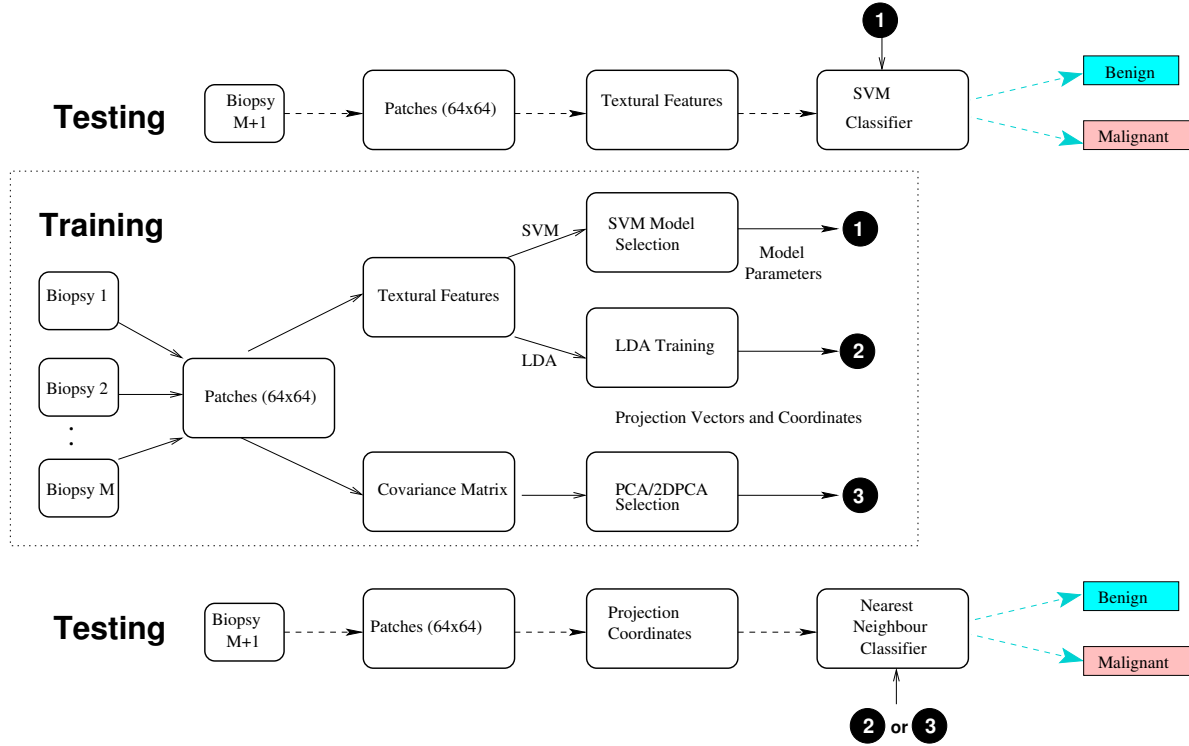 1
Testing
Biopsy
M+1
Patches (64x64)
Textural Features
SVM
Classifier
Benign
Malignant
Training
Biopsy 1
Biopsy 2
:
Biopsy M
Patches (64x64)
Textural Features
SVM
SVM Model
Selection
Model
Parameters
1
LDA
LDA Training
2
Projection Vectors and Coordinates
Covariance Matrix
PCA/2DPCA
Selection
3
Testing
Biopsy
M+1
Patches (64x64)
Projection
Coordinates
Nearest
Neighbour
Classifier
Benign
Malignant
2 or 3